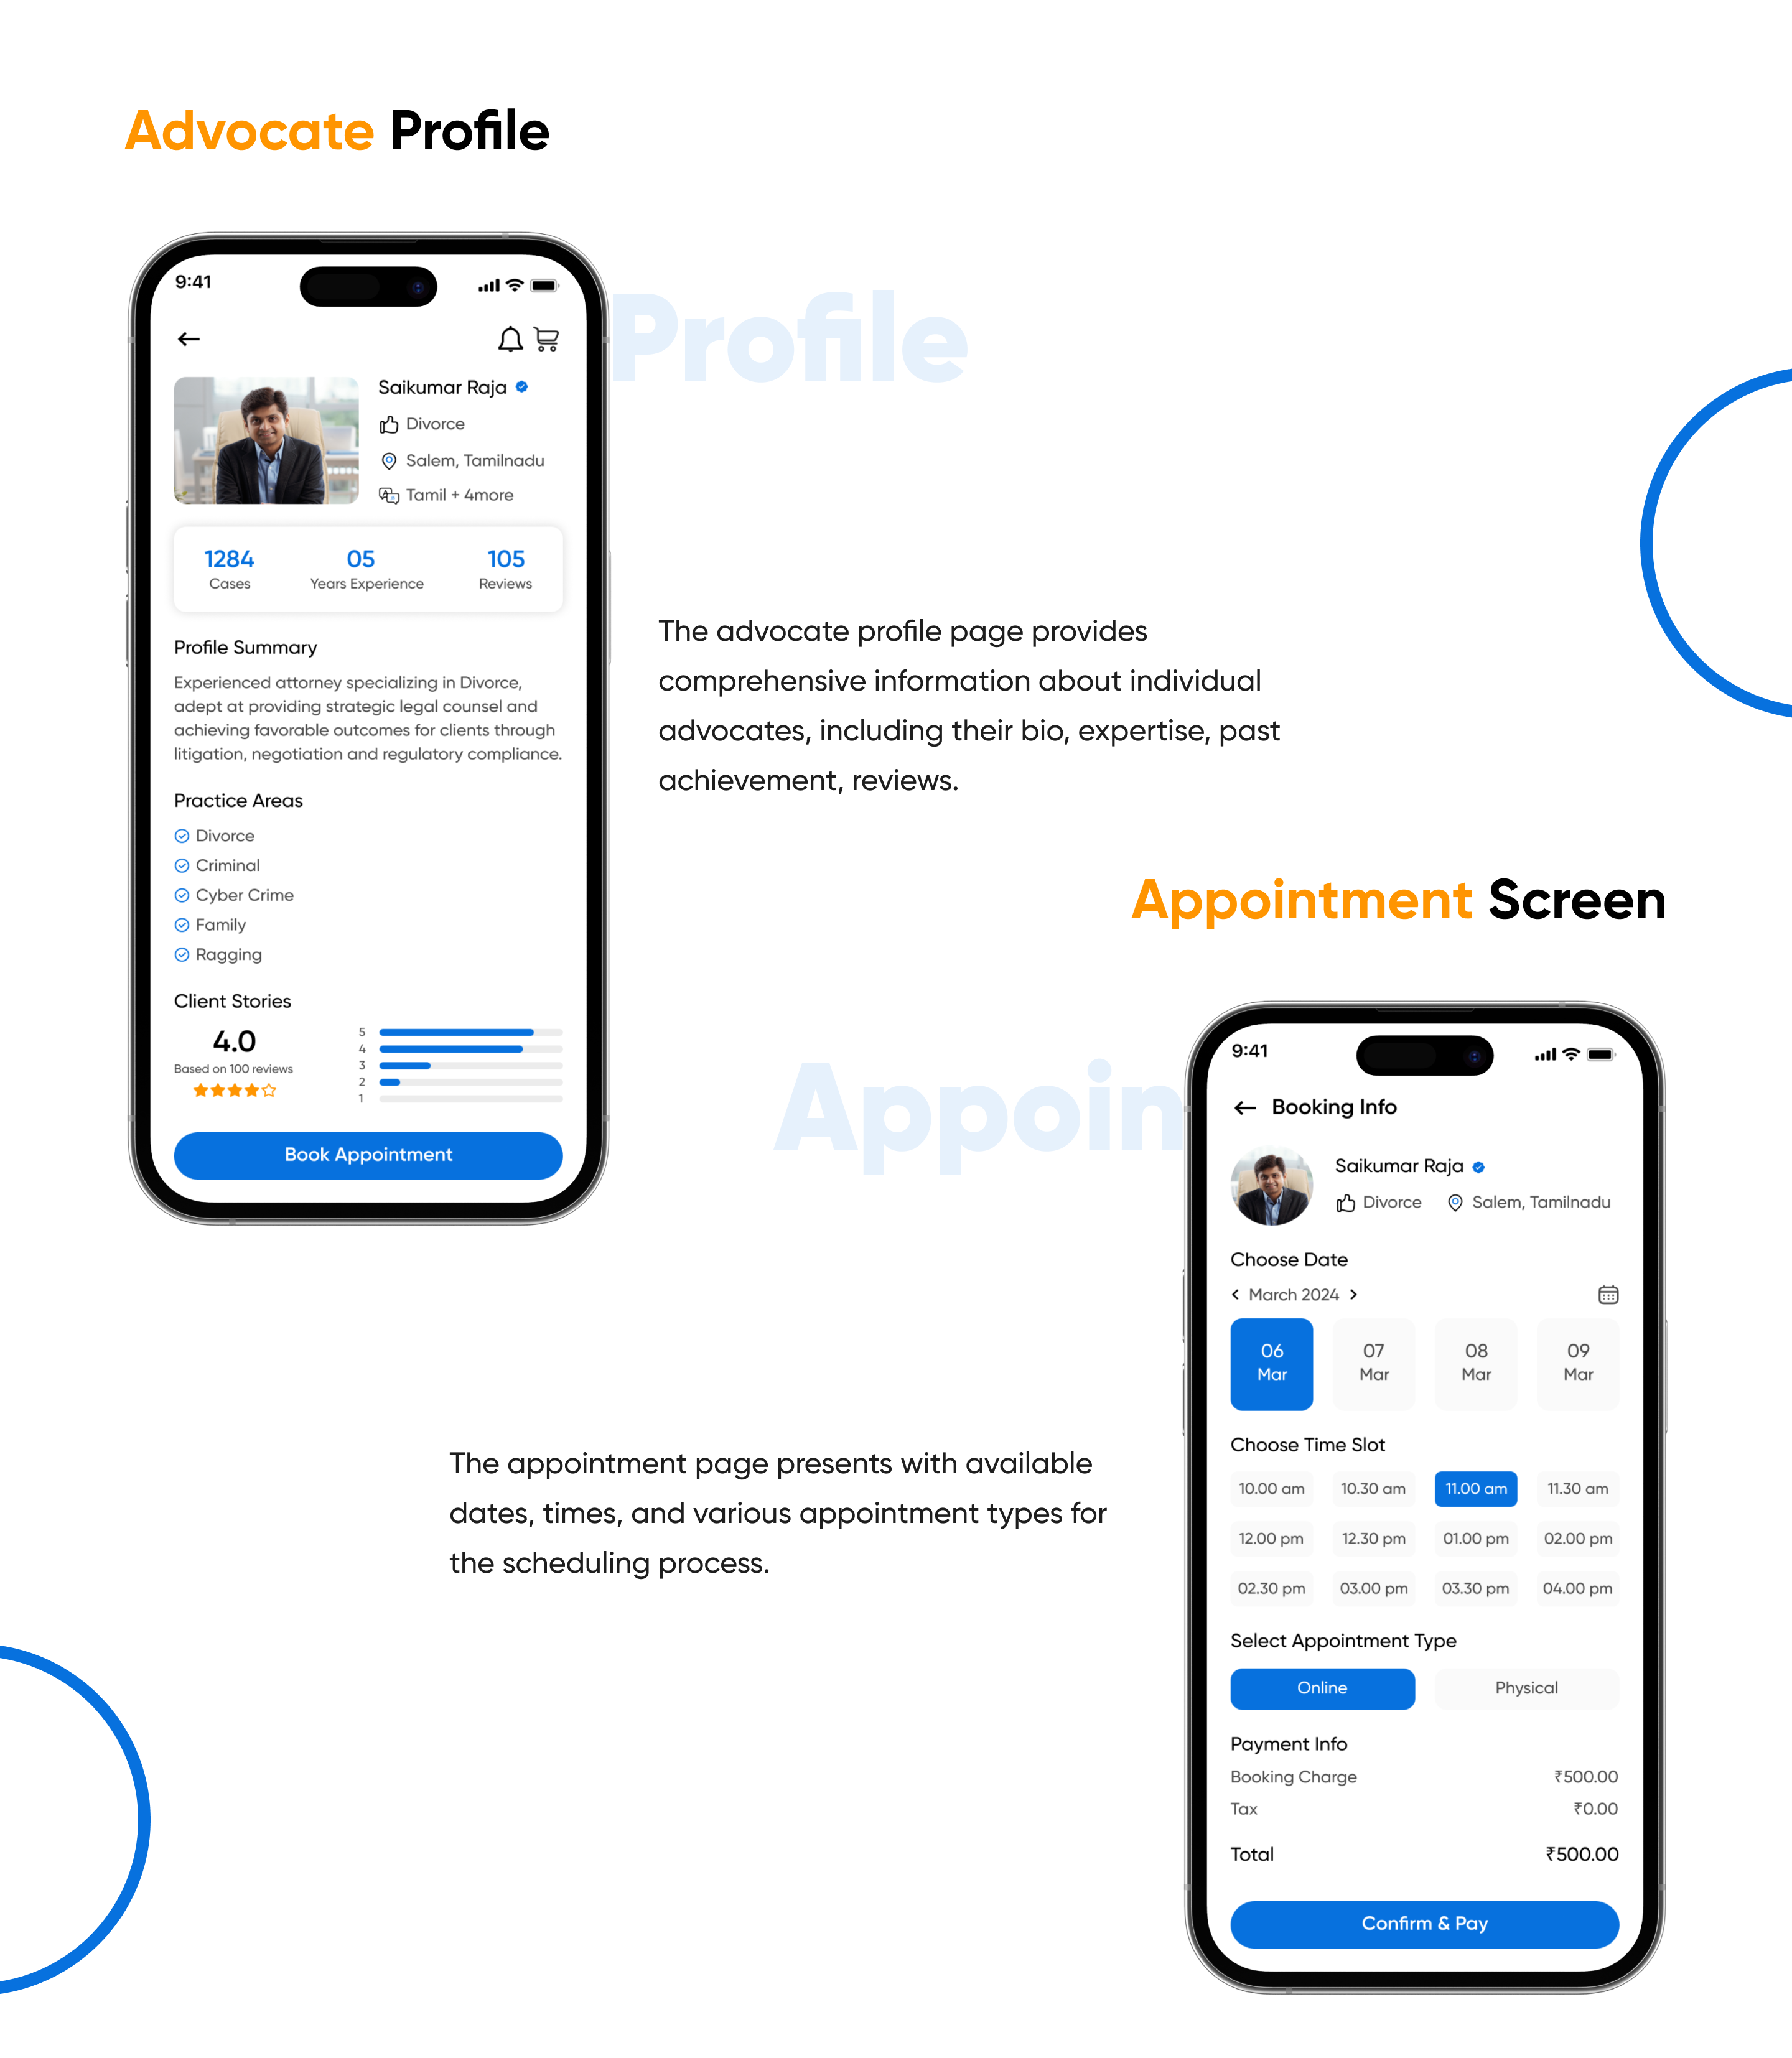 Advocate Profile
Profile
9:41
Saikumar Raja
Divorce
Salem, Tamilnadu
Tamil + 4more
1284 05 105
Cases Years Experience Reviews
Profile Summary
Experienced attorney specializing in Divorce,
adept at providing strategic legal counsel and
achieving favorable outcomes for clients through
litigation, negotiation and regulatory compliance.
Practice Areas
Divorce
Criminal
Cyber Crime
Family
Ragging
Client Stories
4.0
Based on 100 reviews
5
4
3
2
1
Book Appointment
The advocate profile page provides
comprehensive information about individual
advocates, including their bio, expertise, past
achievement, reviews.
Appointment Screen
Appoin
9:41
Booking Info
Saikumar Raja
Divorce Salem, Tamilnadu
Choose Date
March 2024
06 07 08 09
Mar Mar Mar Mar
Choose Time Slot
10.00 am 10.30 am 11.00 am 11.30 am
12.00 pm 12.30 pm 01.00 pm 02.00 pm
02.30 pm 03.00 pm 03.30 pm 04.00 pm
Select Appointment Type
Online Physical
Payment Info
Booking Charge ₹500.00
Tax ₹0.00
Total ₹500.00
Confirm & Pay
The appointment page presents with available
dates, times, and various appointment types for
the scheduling process.